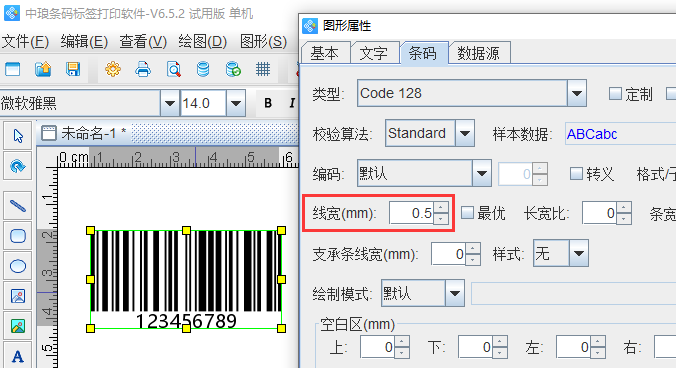 中琅条码标签打印软件-V6.5.2 试用版 单机
文件(F) 编辑(E) 查看(V) 绘图(D) 图形(S)
微软雅黑 14.0 B I
未命名-1 *
0 cm 1 2 3 4 5 6
1
2
3
4
5
123456789
A
图形属性
基本 文字 条码 数据源
类型: Code 128 定制
校验算法: Standard 样本数据: ABCabc
编码: 默认 0 转义 格式/
线宽(mm): 0.5 最优 长宽比: 0 条宽
支承条线宽(mm): 0 样式: 无
绘制模式: 默认
空白区(mm)
上: 0 下: 0 左: 0 右: